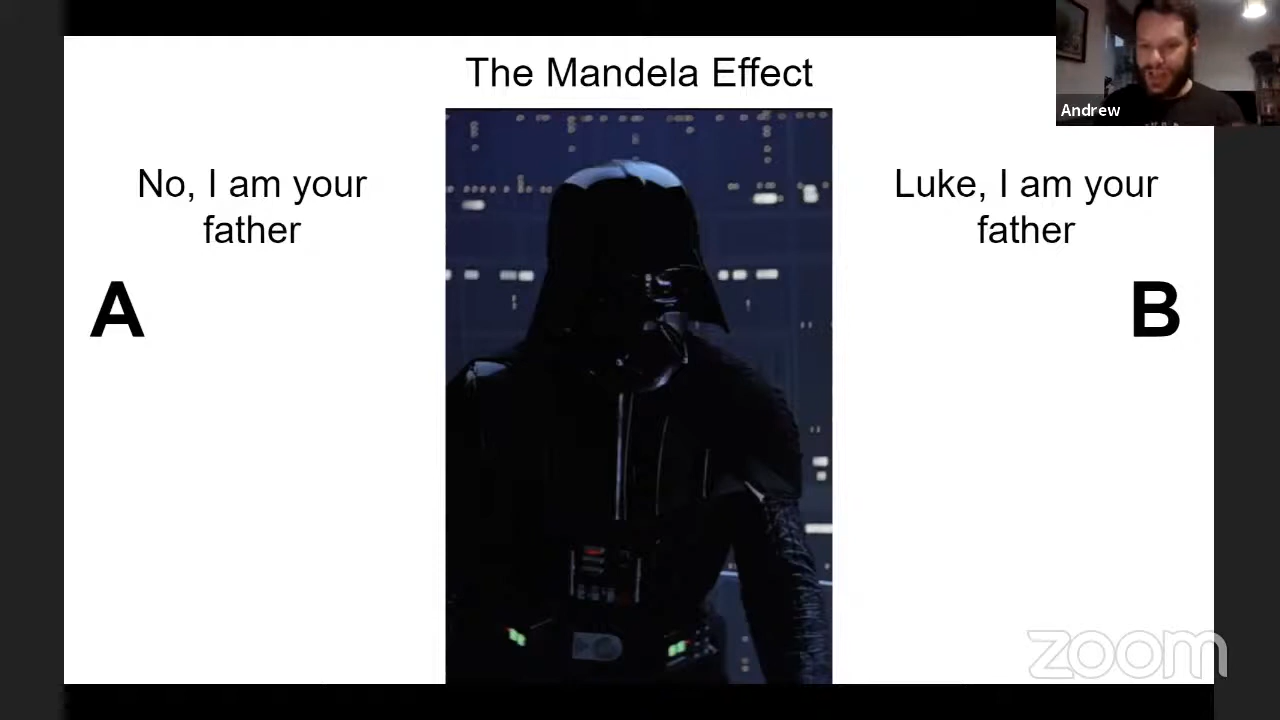 The Mandela Effect
Andrew
No, I am your
father
Luke, I am your
father
A
B
zoom